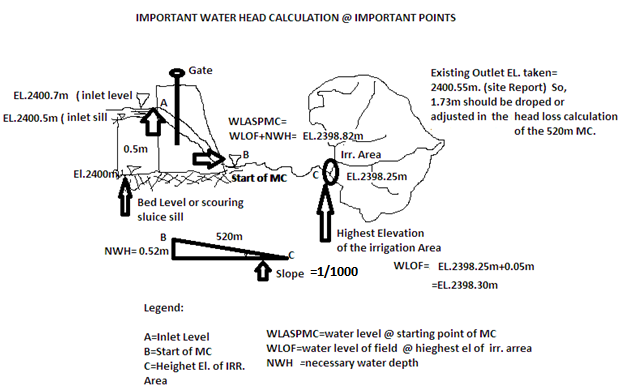 IMPORTANT WATER HEAD CALCULATION @ IMPORTANT POINTS
Gate
EL.2400.7m ( inlet level
A
EL.2400.5m ( inlet sill
0.5m
El.2400m
Bed Level or scouring
sluice sill
WLASPMC=
WLOF+NWH= EL.2398.82m
B
Start of MC
Irr. Area
C
EL.2398.25m
Existing Outlet EL. taken=
2400.55m. (site Report) So,
1.73m should be droped or
adjusted in the head loss calculation
of the 520m MC.
Highest Elevation
of the irrigation Area
B
520m
NWH= 0.52m
C
Slope =1/1000
WLOF= EL.2398.25m+0.05m
=EL.2398.30m
Legend:
A=Inlet Level
B=Start of MC
C=Heighet El. of IRR.
Area
WLASPMC=water level @ starting point of MC
WLOF=water level of field @ hieghest el of irr. area
NWH =necessary water depth